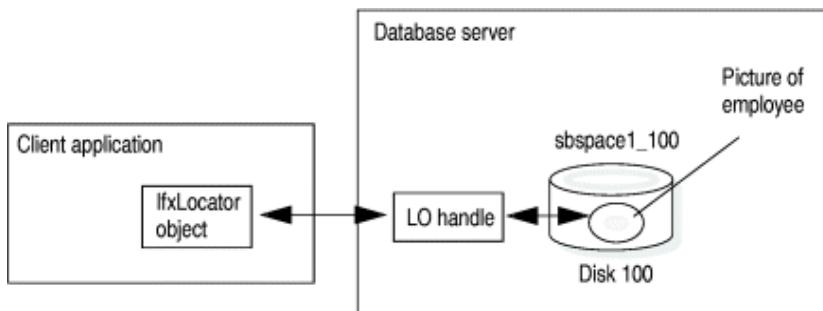 Database server
Picture of
employee
Client application
sbspace1_100
IfxLocator
object
LO handle
Disk 100